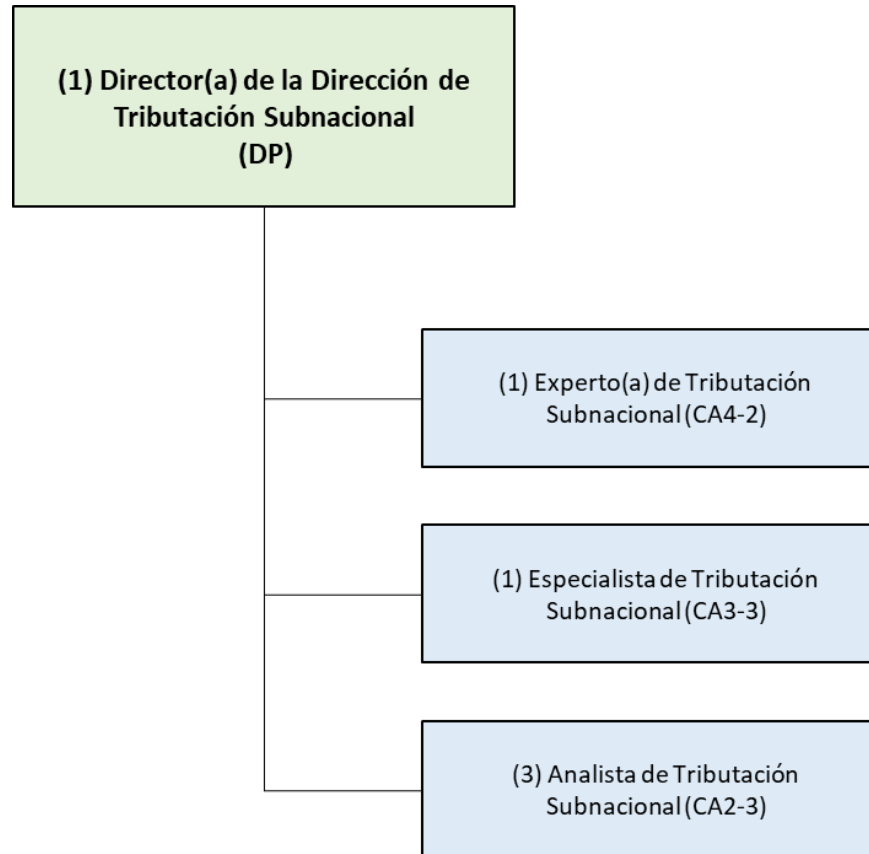 (1) Director(a) de la Dirección de
Tributación Subnacional
(DP)
(1) Experto(a) de Tributación
Subnacional (CA4-2)
(1) Especialista de Tributación
Subnacional (CA3-3)
(3) Analista de Tributación
Subnacional (CA2-3)